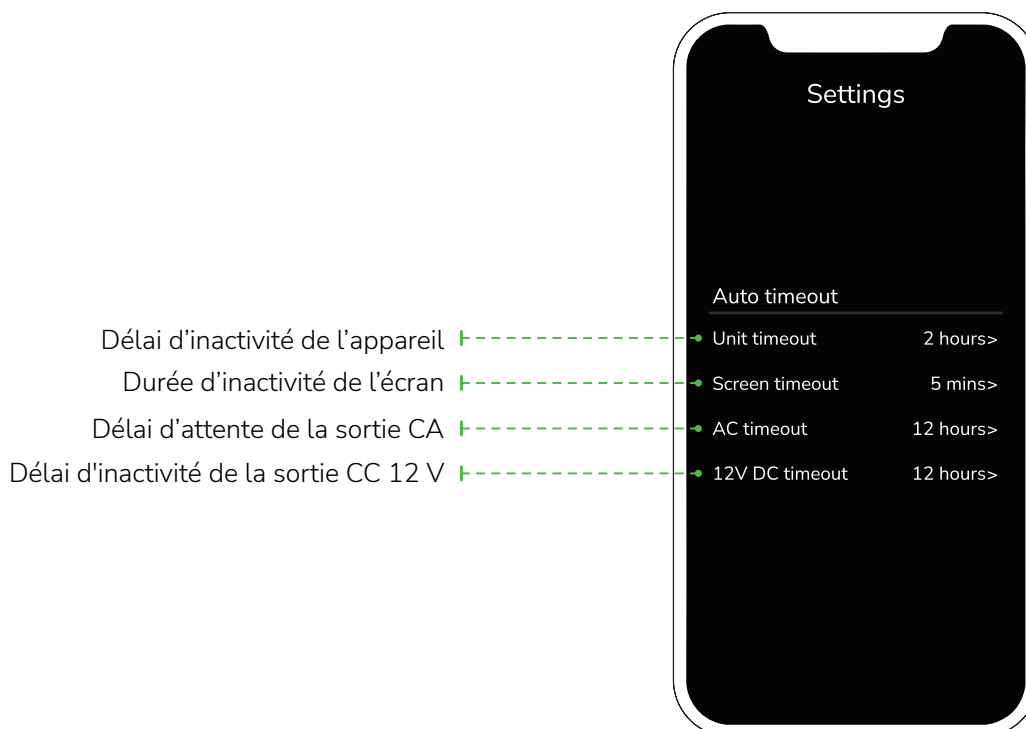 Settings
Auto timeout
Délai d’inactivité de l’appareil
Unit timeout 2 hours>
Durée d’inactivité de l’écran
Screen timeout 5 mins>
Délai d’attente de la sortie CA
AC timeout 12 hours>
Délai d'inactivité de la sortie CC 12 V
12V DC timeout 12 hours>